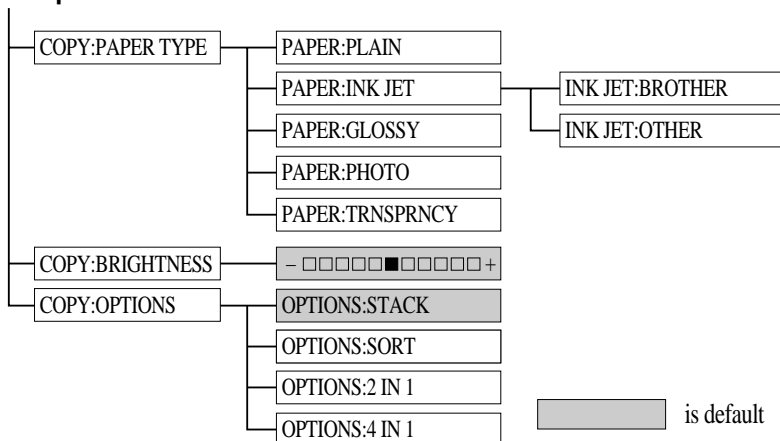 COPY:PAPER TYPE
PAPER:PLAIN
PAPER:INK JET
INK JET:BROTHER
INK JET:OTHER
PAPER:GLOSSY
PAPER:PHOTO
PAPER:TRNSPRNCY
COPY:BRIGHTNESS
– □□□□□■□□□□□ +
COPY:OPTIONS
OPTIONS:STACK
OPTIONS:SORT
OPTIONS:2 IN 1
OPTIONS:4 IN 1
is default